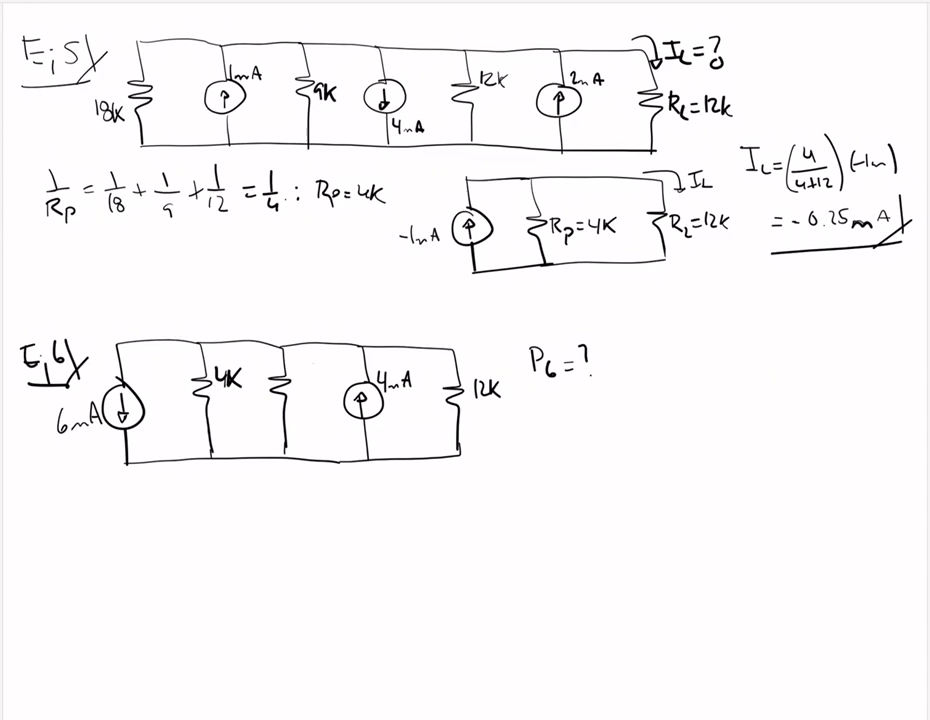 E,5
18K
1mA
9K
4mA
12K
2mA
IL=?
RL=12K
1/Rp = 1/18 + 1/9 + 1/12 = 1/4 ∴ Rp=4K
-1mA
Rp=4K
IL
RL=12K
IL=(4/(4+12))(-1m)
= -0.25mA
E,6
6mA
4K
4mA
12K
P6=?